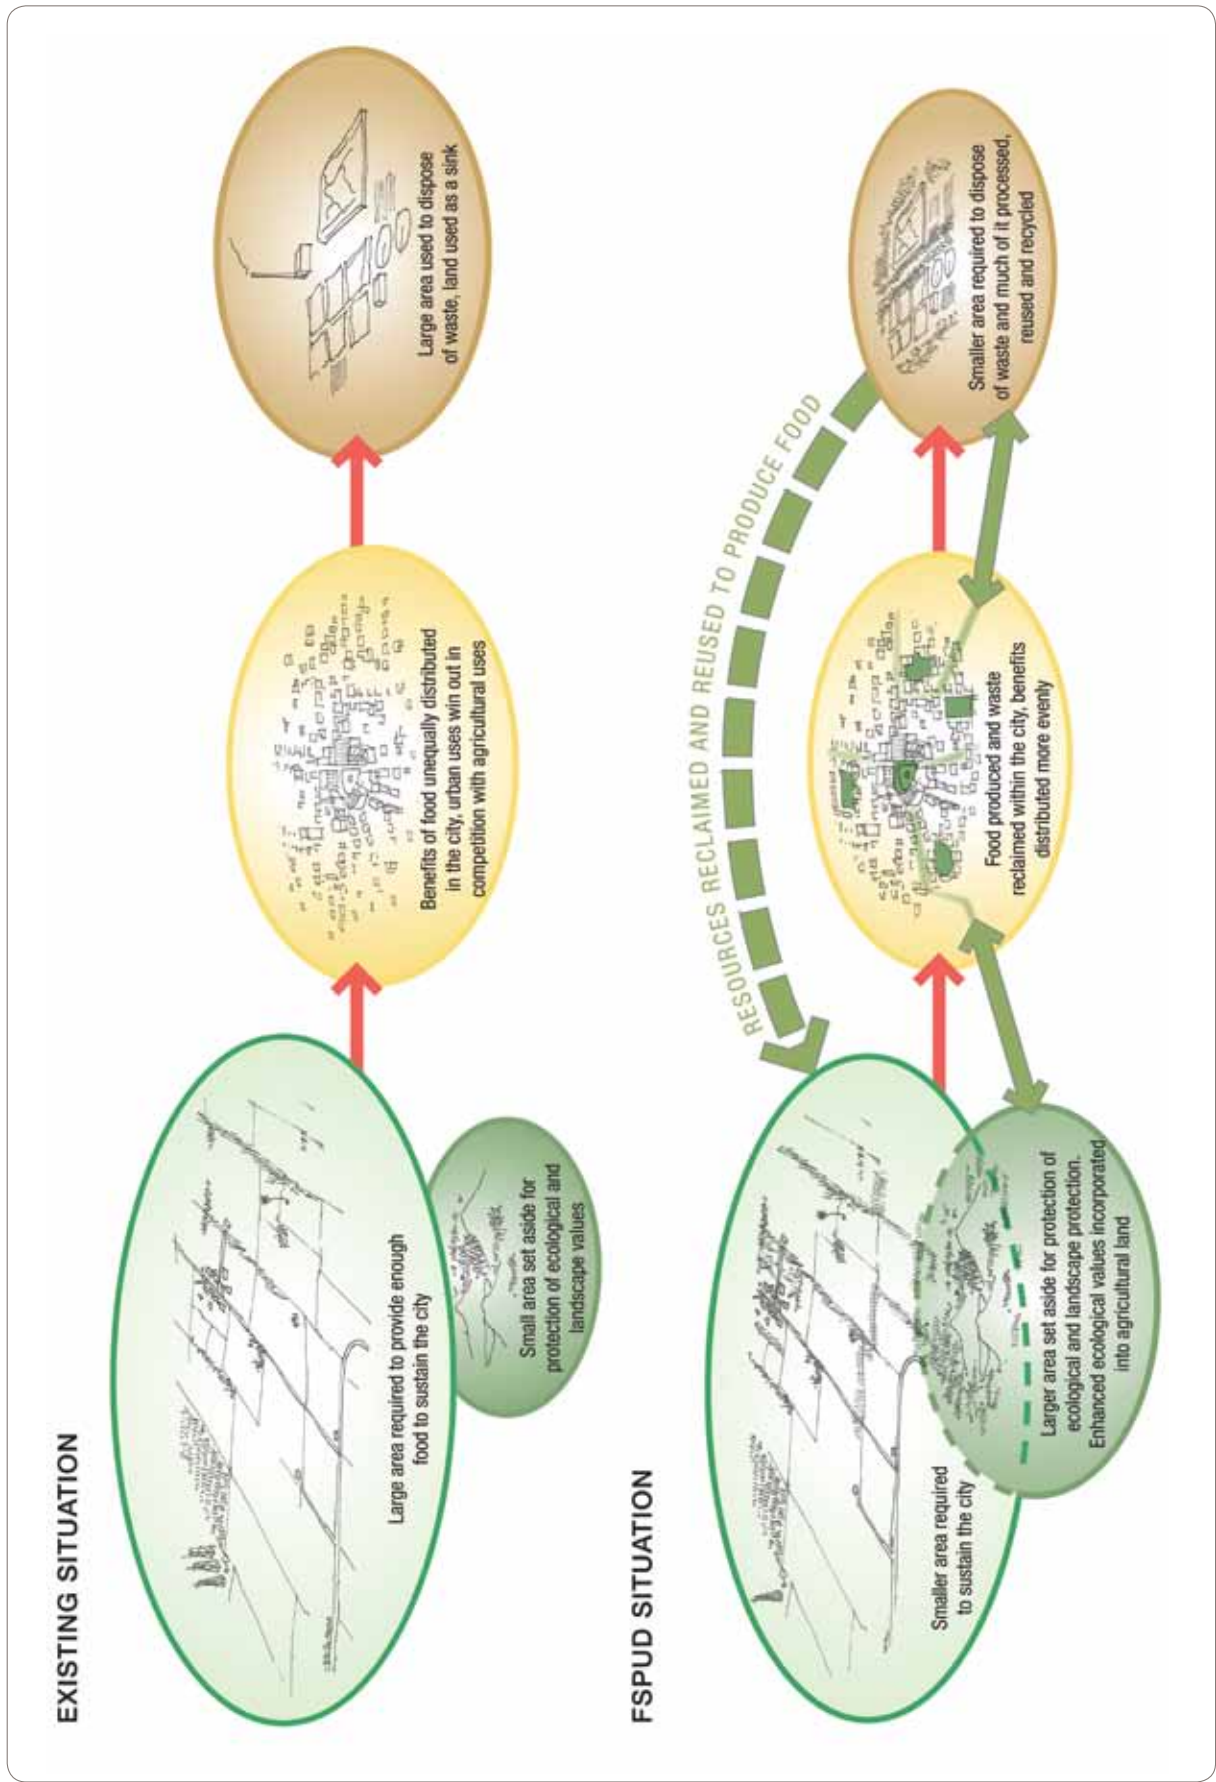 EXISTING SITUATION
Large area required to provide enough
food to sustain the city
Small area set aside for
protection of ecological and
landscape values
Benefits of food unequally distributed
in the city, urban uses win out in
competition with agricultural uses
Large area used to dispose
of waste, land used as a sink
FSPUD SITUATION
Smaller area required
to sustain the city
Larger area set aside for protection of
ecological and landscape protection.
Enhanced ecological values incorporated
into agricultural land
RESOURCES RECLAIMED AND REUSED TO PRODUCE FOOD
Food produced and waste
reclaimed within the city, benefits
distributed more evenly
Smaller area required to dispose
of waste and much of it processed,
reused and recycled